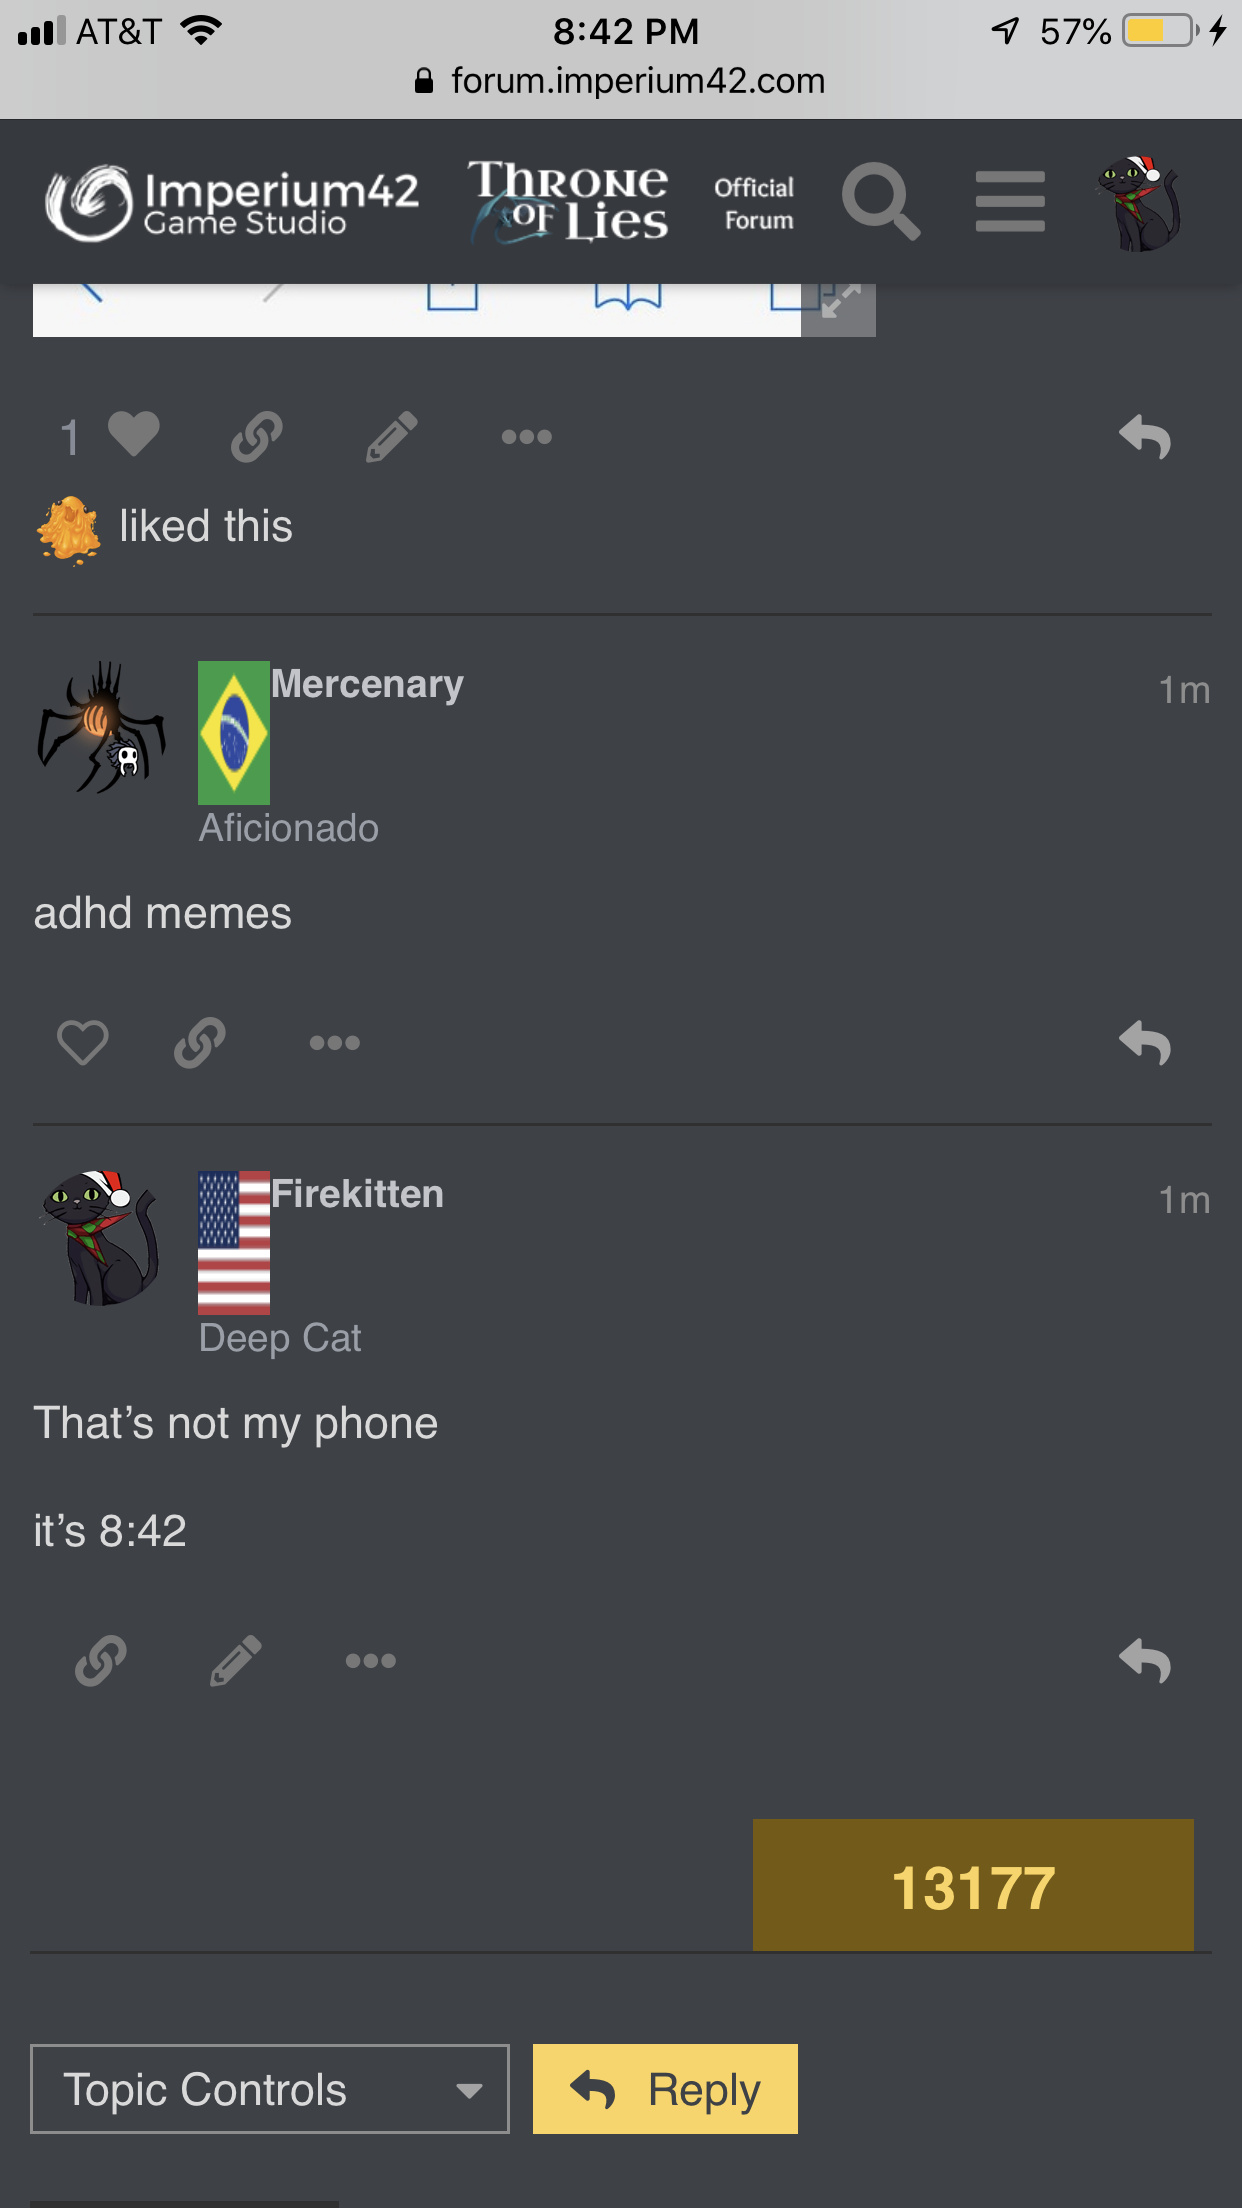 AT&T 8:42 PM 57%
forum.imperium42.com
Imperium42
Game Studio
Throne
of Lies
Official
Forum
1
liked this
Mercenary 1m
Aficionado
adhd memes
Firekitten 1m
Deep Cat
That’s not my phone
it’s 8:42
13177
Topic Controls Reply